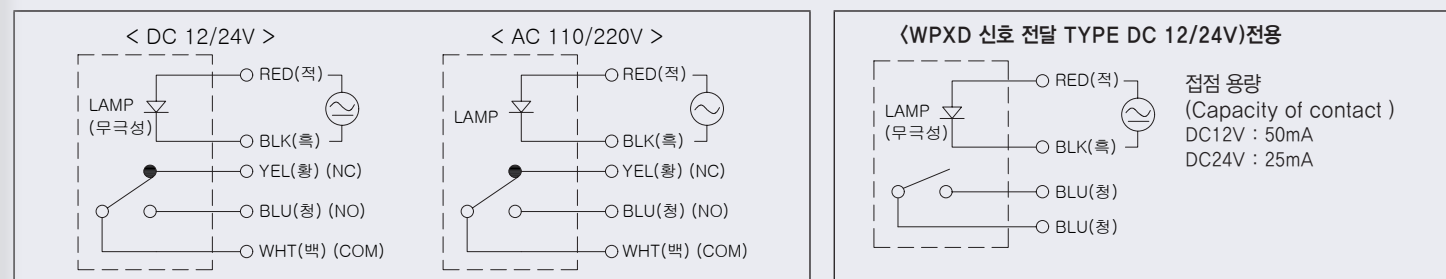 < DC 12/24V >
RED(적)
LAMP
(무극성)
BLK(흑)
YEL(황) (NC)
BLU(청) (NO)
WHT(백) (COM)
< AC 110/220V >
RED(적)
LAMP
BLK(흑)
YEL(황) (NC)
BLU(청) (NO)
WHT(백) (COM)
〈WPXD 신호 전달 TYPE DC 12/24V)전용
RED(적)
LAMP
(무극성)
BLK(흑)
BLU(청)
BLU(청)
접점 용량
(Capacity of contact )
DC12V : 50mA
DC24V : 25mA